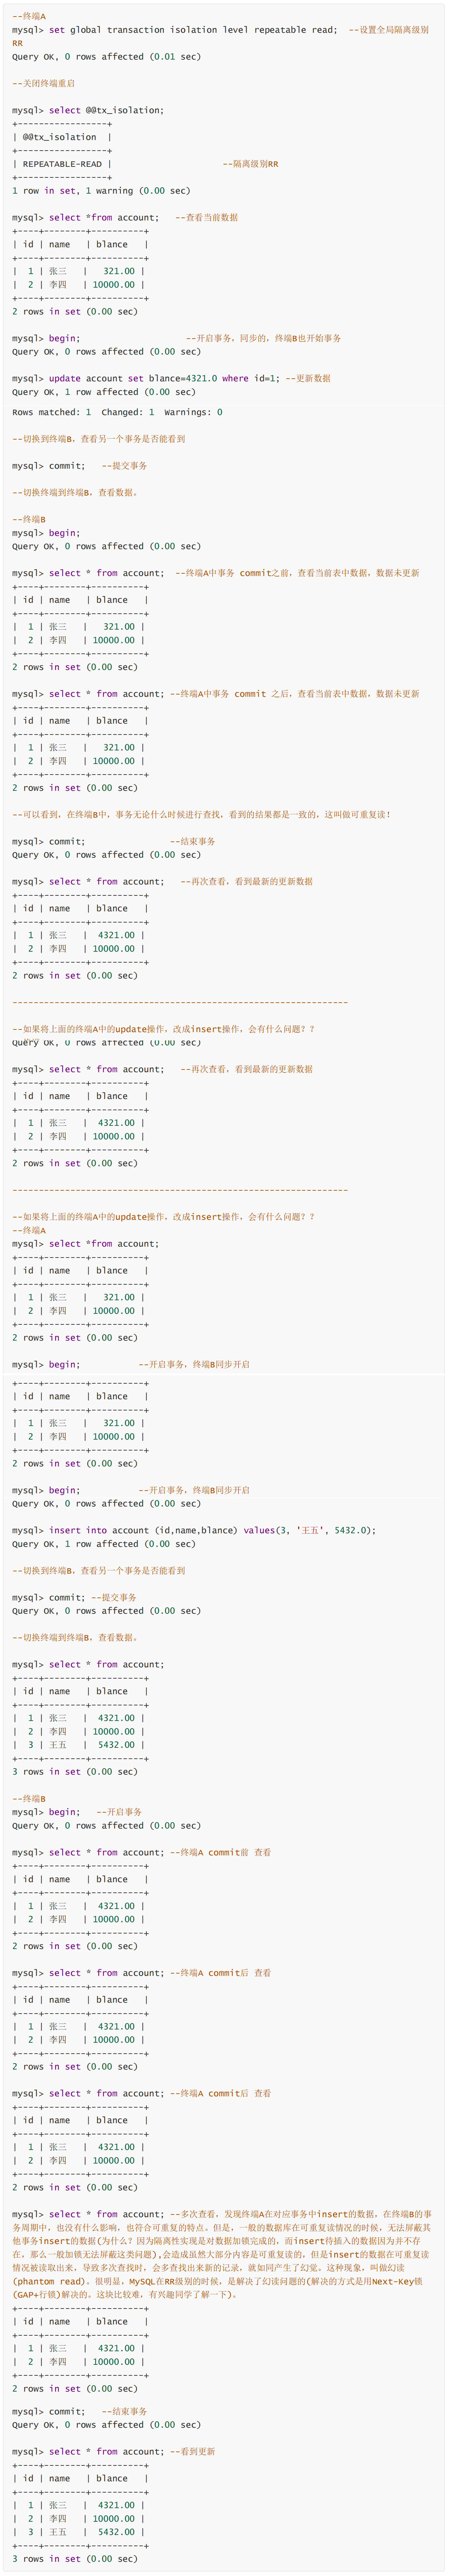 --终端A
mysql> set global transaction isolation level repeatable read;  --设置全局隔离级别
RR
Query OK, 0 rows affected (0.01 sec)

--关闭终端重启

mysql> select @@tx_isolation;
+-----------------+
| @@tx_isolation  |
+-----------------+
| REPEATABLE-READ |                     --隔离级别RR
+-----------------+
1 row in set, 1 warning (0.00 sec)

mysql> select *from account;   --查看当前数据
+----+--------+----------+
| id | name   | blance   |
+----+--------+----------+
|  1 | 张三   |   321.00 |
|  2 | 李四   | 10000.00 |
+----+--------+----------+
2 rows in set (0.00 sec)

mysql> begin;                    --开启事务，同步的，终端B也开始事务
Query OK, 0 rows affected (0.00 sec)

mysql> update account set blance=4321.0 where id=1; --更新数据
Query OK, 1 row affected (0.00 sec)
Rows matched: 1  Changed: 1  Warnings: 0

--切换到终端B，查看另一个事务是否能看到

mysql> commit;   --提交事务

--切换终端到终端B，查看数据。

--终端B
mysql> begin;
Query OK, 0 rows affected (0.00 sec)

mysql> select * from account;  --终端A中事务 commit之前，查看当前表中数据，数据未更新
+----+--------+----------+
| id | name   | blance   |
+----+--------+----------+
|  1 | 张三   |   321.00 |
|  2 | 李四   | 10000.00 |
+----+--------+----------+
2 rows in set (0.00 sec)

mysql> select * from account; --终端A中事务 commit 之后，查看当前表中数据，数据未更新
+----+--------+----------+
| id | name   | blance   |
+----+--------+----------+
|  1 | 张三   |   321.00 |
|  2 | 李四   | 10000.00 |
+----+--------+----------+
2 rows in set (0.00 sec)

--可以看到，在终端B中，事务无论什么时候进行查找，看到的结果都是一致的，这叫做可重复读！

mysql> commit;                --结束事务
Query OK, 0 rows affected (0.00 sec)

mysql> select * from account;   --再次查看，看到最新的更新数据
+----+--------+----------+
| id | name   | blance   |
+----+--------+----------+
|  1 | 张三   |  4321.00 |
|  2 | 李四   | 10000.00 |
+----+--------+----------+
2 rows in set (0.00 sec)

----------------------------------------------------------------

--如果将上面的终端A中的update操作，改成insert操作，会有什么问题？？
Query OK, 0 rows affected (0.00 sec)

mysql> select * from account;   --再次查看，看到最新的更新数据
+----+--------+----------+
| id | name   | blance   |
+----+--------+----------+
|  1 | 张三   |  4321.00 |
|  2 | 李四   | 10000.00 |
+----+--------+----------+
2 rows in set (0.00 sec)

----------------------------------------------------------------

--如果将上面的终端A中的update操作，改成insert操作，会有什么问题？？
--终端A
mysql> select *from account;
+----+--------+----------+
| id | name   | blance   |
+----+--------+----------+
|  1 | 张三   |   321.00 |
|  2 | 李四   | 10000.00 |
+----+--------+----------+
2 rows in set (0.00 sec)

mysql> begin;           --开启事务，终端B同步开启
+----+--------+----------+
| id | name   | blance   |
+----+--------+----------+
|  1 | 张三   |   321.00 |
|  2 | 李四   | 10000.00 |
+----+--------+----------+
2 rows in set (0.00 sec)

mysql> begin;           --开启事务，终端B同步开启
Query OK, 0 rows affected (0.00 sec)

mysql> insert into account (id,name,blance) values(3, '王五', 5432.0);
Query OK, 1 row affected (0.00 sec)

--切换到终端B，查看另一个事务是否能看到

mysql> commit; --提交事务
Query OK, 0 rows affected (0.00 sec)

--切换终端到终端B，查看数据。

mysql> select * from account;
+----+--------+----------+
| id | name   | blance   |
+----+--------+----------+
|  1 | 张三   |  4321.00 |
|  2 | 李四   | 10000.00 |
|  3 | 王五   |  5432.00 |
+----+--------+----------+
3 rows in set (0.00 sec)

--终端B
mysql> begin;   --开启事务
Query OK, 0 rows affected (0.00 sec)

mysql> select * from account; --终端A commit前 查看
+----+--------+----------+
| id | name   | blance   |
+----+--------+----------+
|  1 | 张三   |  4321.00 |
|  2 | 李四   | 10000.00 |
+----+--------+----------+
2 rows in set (0.00 sec)

mysql> select * from account; --终端A commit后 查看
+----+--------+----------+
| id | name   | blance   |
+----+--------+----------+
|  1 | 张三   |  4321.00 |
|  2 | 李四   | 10000.00 |
+----+--------+----------+
2 rows in set (0.00 sec)

mysql> select * from account; --终端A commit后 查看
+----+--------+----------+
| id | name   | blance   |
+----+--------+----------+
|  1 | 张三   |  4321.00 |
|  2 | 李四   | 10000.00 |
+----+--------+----------+
2 rows in set (0.00 sec)

mysql> select * from account; --多次查看，发现终端A在对应事务中insert的数据，在终端B的事
务周期中，也没有什么影响，也符合可重复的特点。但是，一般的数据库在可重复读情况的时候，无法屏蔽其
他事务insert的数据(为什么？因为隔离性实现是对数据加锁完成的，而insert待插入的数据因为并不存
在，那么一般加锁无法屏蔽这类问题),会造成虽然大部分内容是可重复读的，但是insert的数据在可重复读
情况被读取出来，导致多次查找时，会多查找出来新的记录，就如同产生了幻觉。这种现象，叫做幻读
(phantom read)。很明显，MySQL在RR级别的时候，是解决了幻读问题的(解决的方式是用Next-Key锁
(GAP+行锁)解决的。这块比较难，有兴趣同学了解一下)。
+----+--------+----------+
| id | name   | blance   |
+----+--------+----------+
|  1 | 张三   |  4321.00 |
|  2 | 李四   | 10000.00 |
+----+--------+----------+
2 rows in set (0.00 sec)

mysql> commit;   --结束事务
Query OK, 0 rows affected (0.00 sec)

mysql> select * from account; --看到更新
+----+--------+----------+
| id | name   | blance   |
+----+--------+----------+
|  1 | 张三   |  4321.00 |
|  2 | 李四   | 10000.00 |
|  3 | 王五   |  5432.00 |
+----+--------+----------+
3 rows in set (0.00 sec)